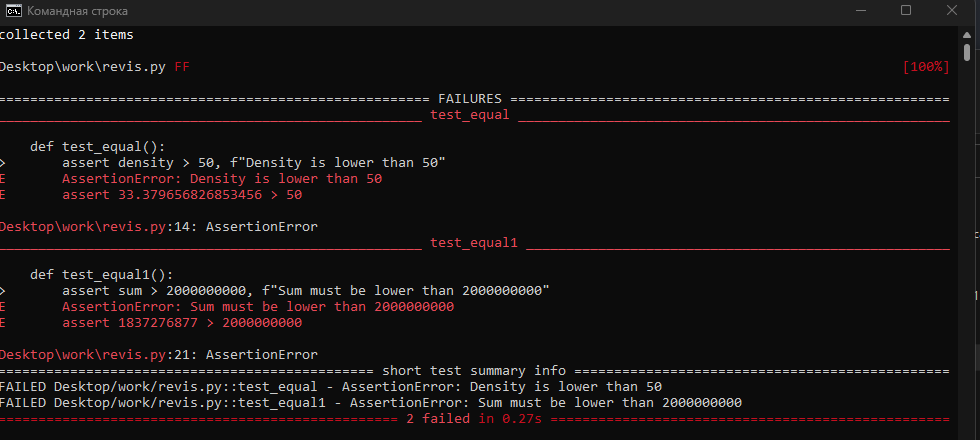 Командная строка
collected 2 items
Desktop\work\revis.py FF [100%]
====================================================== FAILURES =======================================================
_____________________________________________________ test_equal ______________________________________________________
def test_equal():
> assert density > 50, f"Density is lower than 50"
E AssertionError: Density is lower than 50
E assert 33.379656826853456 > 50
Desktop\work\revis.py:14: AssertionError
_____________________________________________________ test_equal1 _____________________________________________________
def test_equal1():
> assert sum > 2000000000, f"Sum must be lower than 2000000000"
E AssertionError: Sum must be lower than 2000000000
E assert 1837276877 > 2000000000
Desktop\work\revis.py:21: AssertionError
=============================================== short test summary info ===============================================
FAILED Desktop/work/revis.py::test_equal - AssertionError: Density is lower than 50
FAILED Desktop/work/revis.py::test_equal1 - AssertionError: Sum must be lower than 2000000000
================================================== 2 failed in 0.27s ==================================================